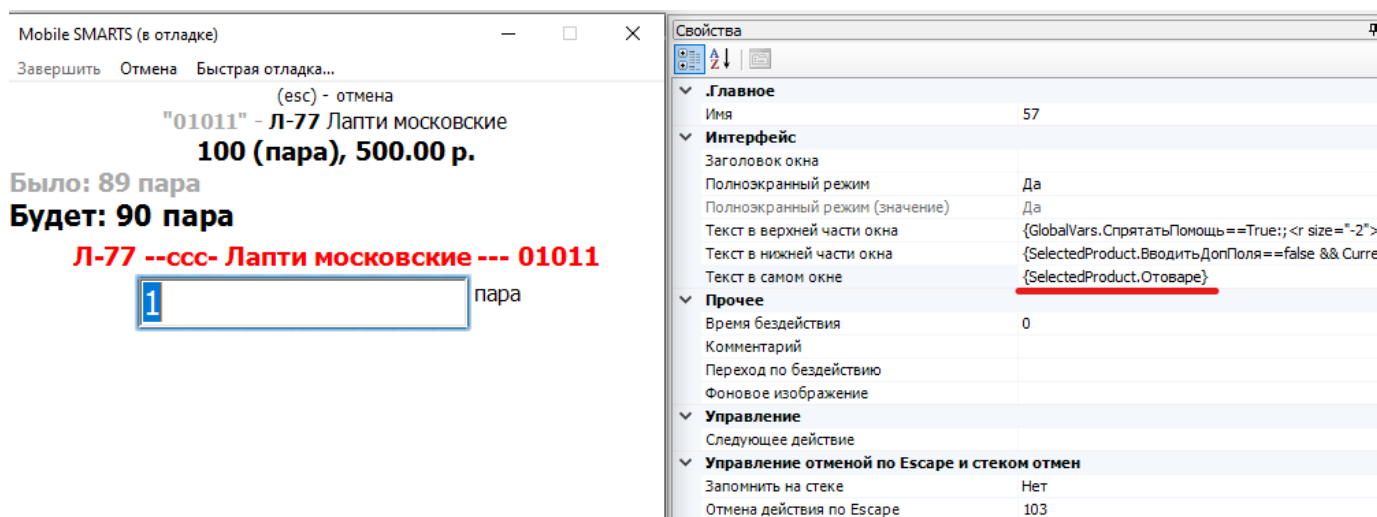 Mobile SMARTS (в отладке)
Завершить Отмена Быстрая отладка...
(esc) - отмена
"01011" - Л-77 Лапти московские
100 (пара), 500.00 р.
Было: 89 пара
Будет: 90 пара
Л-77 --ссс- Лапти московские --- 01011
1 пара
Свойства
.Главное
Имя 57
Интерфейс
Заголовок окна
Полноэкранный режим Да
Полноэкранный режим (значение) Да
Текст в верхней части окна {GlobalVars.СпрятатьПомощь==True:;<r size="-2">
Текст в нижней части окна {SelectedProduct.ВводитьДопПоля==false && Curre
Текст в самом окне {SelectedProduct.Отоваре}
Прочее
Время бездействия 0
Комментарий
Переход по бездействию
Фоновое изображение
Управление
Следующее действие
Управление отменой по Escape и стеком отмен
Запомнить на стеке Нет
Отмена действия по Escape 103